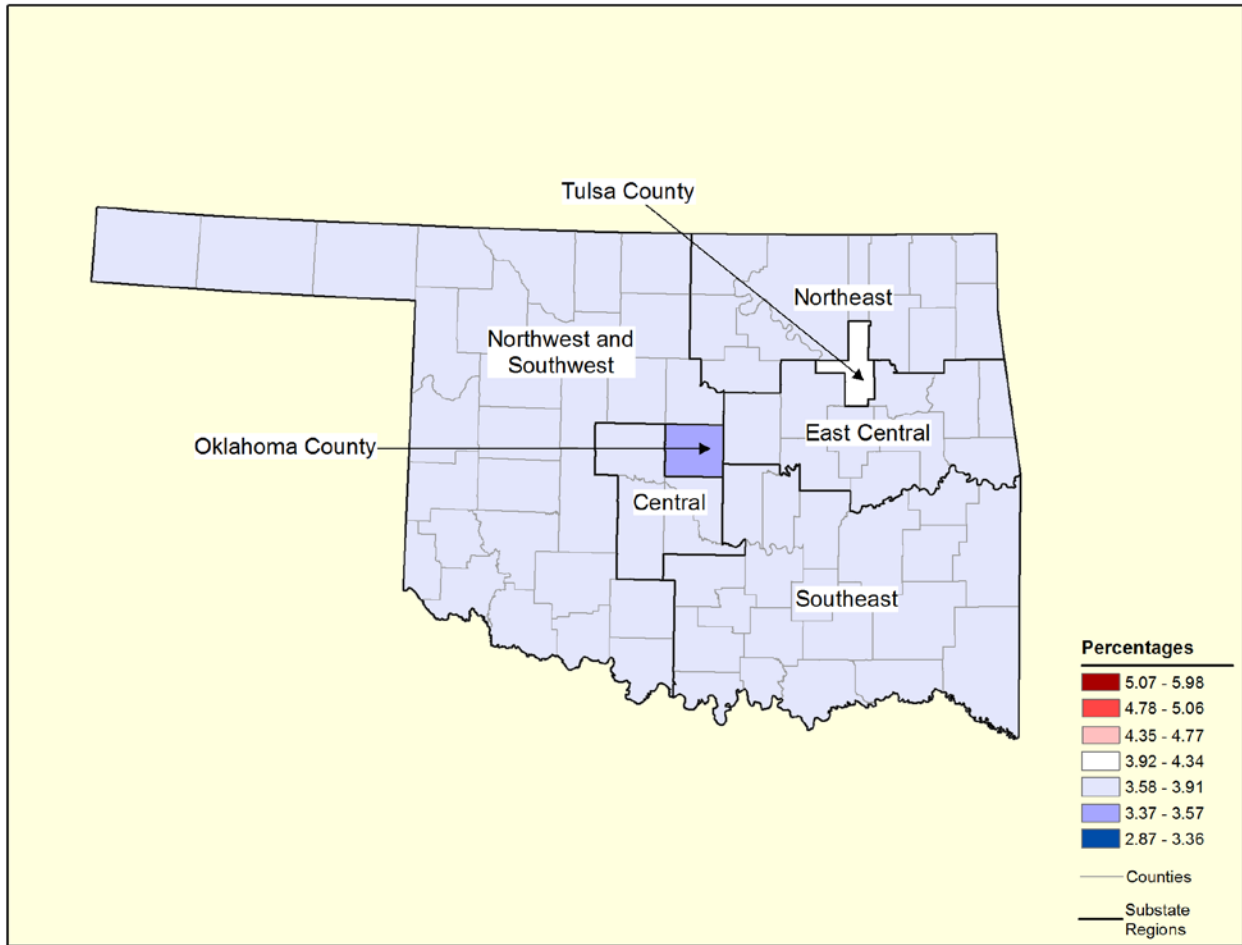 Tulsa County
Northeast
Northwest and
Southwest
East Central
Oklahoma County
Central
Southeast
Percentages
5.07 - 5.98
4.78 - 5.06
4.35 - 4.77
3.92 - 4.34
3.58 - 3.91
3.37 - 3.57
2.87 - 3.36
Counties
Substate
Regions